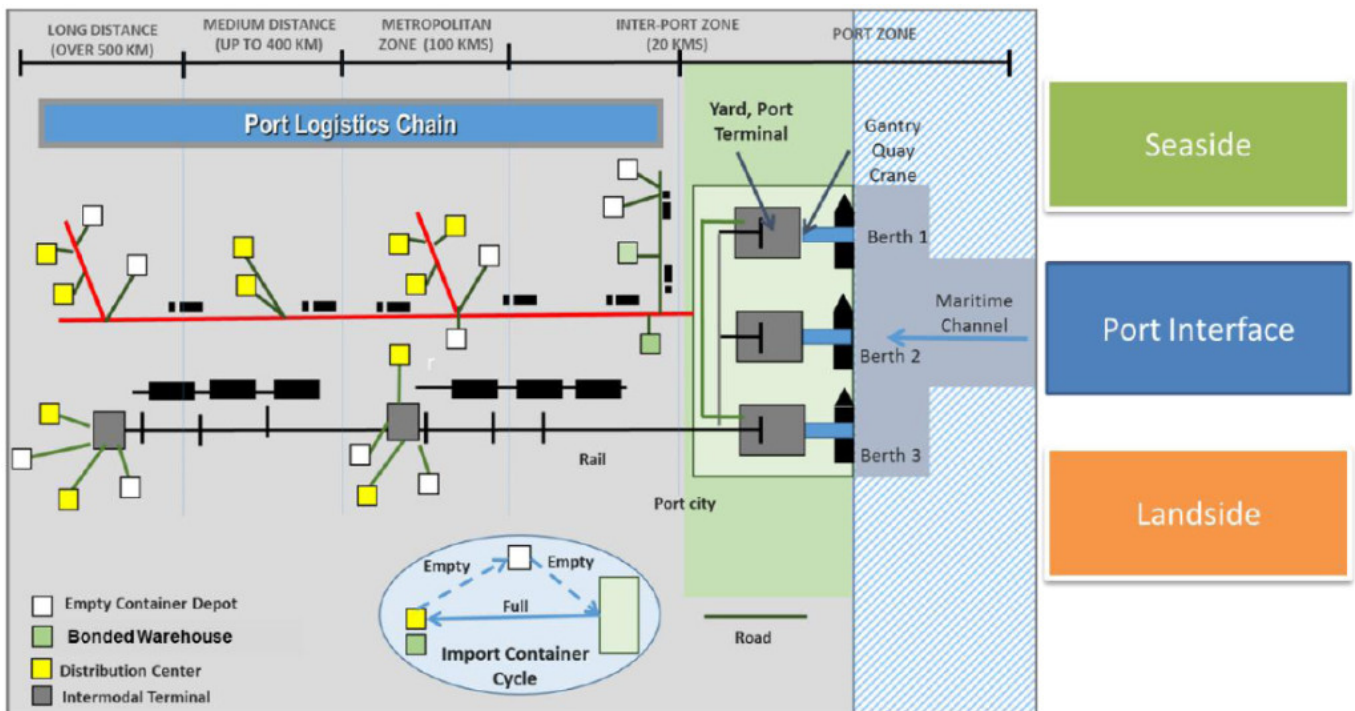 LONG DISTANCE
(OVER 500 KM)
MEDIUM DISTANCE
(UP TO 400 KM)
METROPOLITAN
ZONE (100 KMS)
INTER-PORT ZONE
(20 KMS)
PORT ZONE
Port Logistics Chain
Yard, Port
Terminal
Gantry
Quay
Crane
Seaside
Berth 1
Maritime
Channel
Port Interface
Berth 2
r
Berth 3
Rail
Port city
Landside
Empty
Empty
Full
Import Container
Cycle
Road
Empty Container Depot
Bonded Warehouse
Distribution Center
Intermodal Terminal